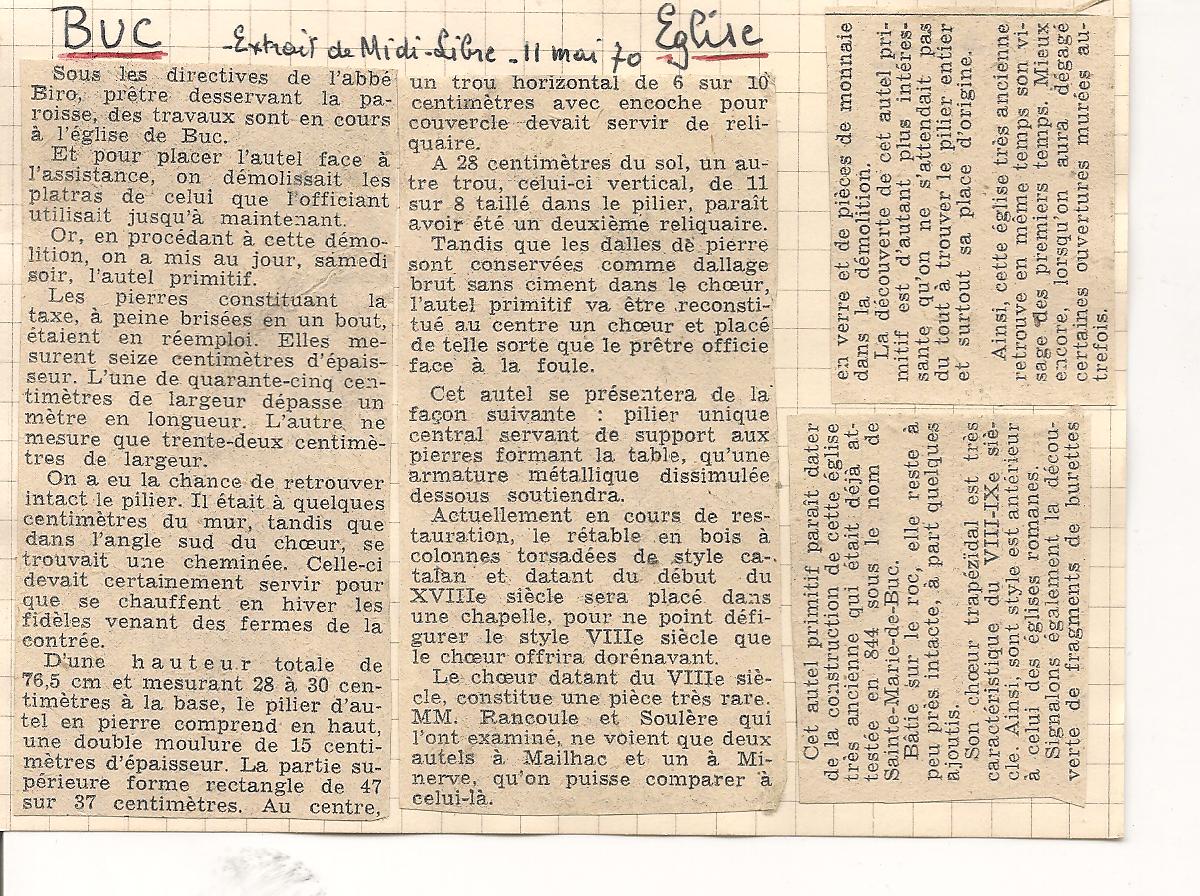 BUC
- Extrait de Midi-Libre - 11 mai 70
Eglise
Sous les directives de l'abbé
Biro, prêtre desservant la pa-
roisse, des travaux sont en cours
à l'église de Buc.
Et pour placer l'autel face à
l'assistance, on démolissait les
platras de celui que l'officiant
utilisait jusqu'à maintenant.
Or, en procédant à cette démo-
lition, on a mis au jour, samedi
soir, l'autel primitif.
Les pierres constituant la
taxe, à peine brisées en un bout,
étaient en réemploi. Elles me-
surent seize centimètres d'épais-
seur. L'une de quarante-cinq cen-
timètres de largeur dépasse un
mètre en longueur. L'autre ne
mesure que trente-deux centimè-
tres de largeur.
On a eu la chance de retrouver
intact le pilier. Il était à quelques
centimètres du mur, tandis que
dans l'angle sud du chœur, se
trouvait une cheminée. Celle-ci
devait certainement servir pour
que se chauffent en hiver les
fidèles venant des fermes de la
contrée.
D'une hauteur totale de
76,5 cm et mesurant 28 à 30 cen-
timètres à la base, le pilier d'au-
tel en pierre comprend en haut,
une double moulure de 15 centi-
mètres d'épaisseur. La partie su-
périeure forme rectangle de 47
sur 37 centimètres. Au centre,
un trou horizontal de 6 sur 10
centimètres avec encoche pour
couvercle devait servir de reli-
quaire.
A 28 centimètres du sol, un au-
tre trou, celui-ci vertical, de 11
sur 8 taillé dans le pilier, paraît
avoir été un deuxième reliquaire.
Tandis que les dalles de pierre
sont conservées comme dallage
brut sans ciment dans le chœur,
l'autel primitif va être reconsti-
tué au centre un chœur et placé
de telle sorte que le prêtre officie
face à la foule.
Cet autel se présentera de la
façon suivante : pilier unique
central servant de support aux
pierres formant la table, qu'une
armature métallique dissimulée
dessous soutiendra.
Actuellement en cours de res-
tauration, le rétable en bois à
colonnes torsadées de style ca-
talan et datant du début du
XVIIIe siècle sera placé dans
une chapelle, pour ne point défi-
gurer le style VIIIe siècle que
le chœur offrira dorénavant.
Le chœur datant du VIIIe siè-
cle, constitue une pièce très rare.
MM. Rancoule et Soulère qui
l'ont examiné, ne voient que deux
autels à Mailhac et un à Mi-
nerve, qu'on puisse comparer à
celui-là.
Cet autel primitif paraît dater
de la construction de cette église
très ancienne qui était déjà at-
testée en 844 sous le nom de
Sainte-Marie-de-Buc.
Bâtie sur le roc, elle reste à
peu près intacte, à part quelques
ajoutis.
Son chœur trapézïdal est très
caractéristique du VIII-IXe siè-
cle. Ainsi, sont style est antérieur
à celui des églises romanes.
Signalons également la décou-
verte de fragments de burettes
en verre et de pièces de monnaie
dans la démolition.
La découverte de cet autel pri-
mitif est d'autant plus intéres-
sante qu'on ne s'attendait pas
du tout à trouver le pilier entier
et surtout sa place d'origine.
Ainsi, cette église très ancienne
retrouve en même temps son vi-
sage des premiers temps. Mieux
encore, lorsqu'on aura dégagé
certaines ouvertures murées au-
trefois.